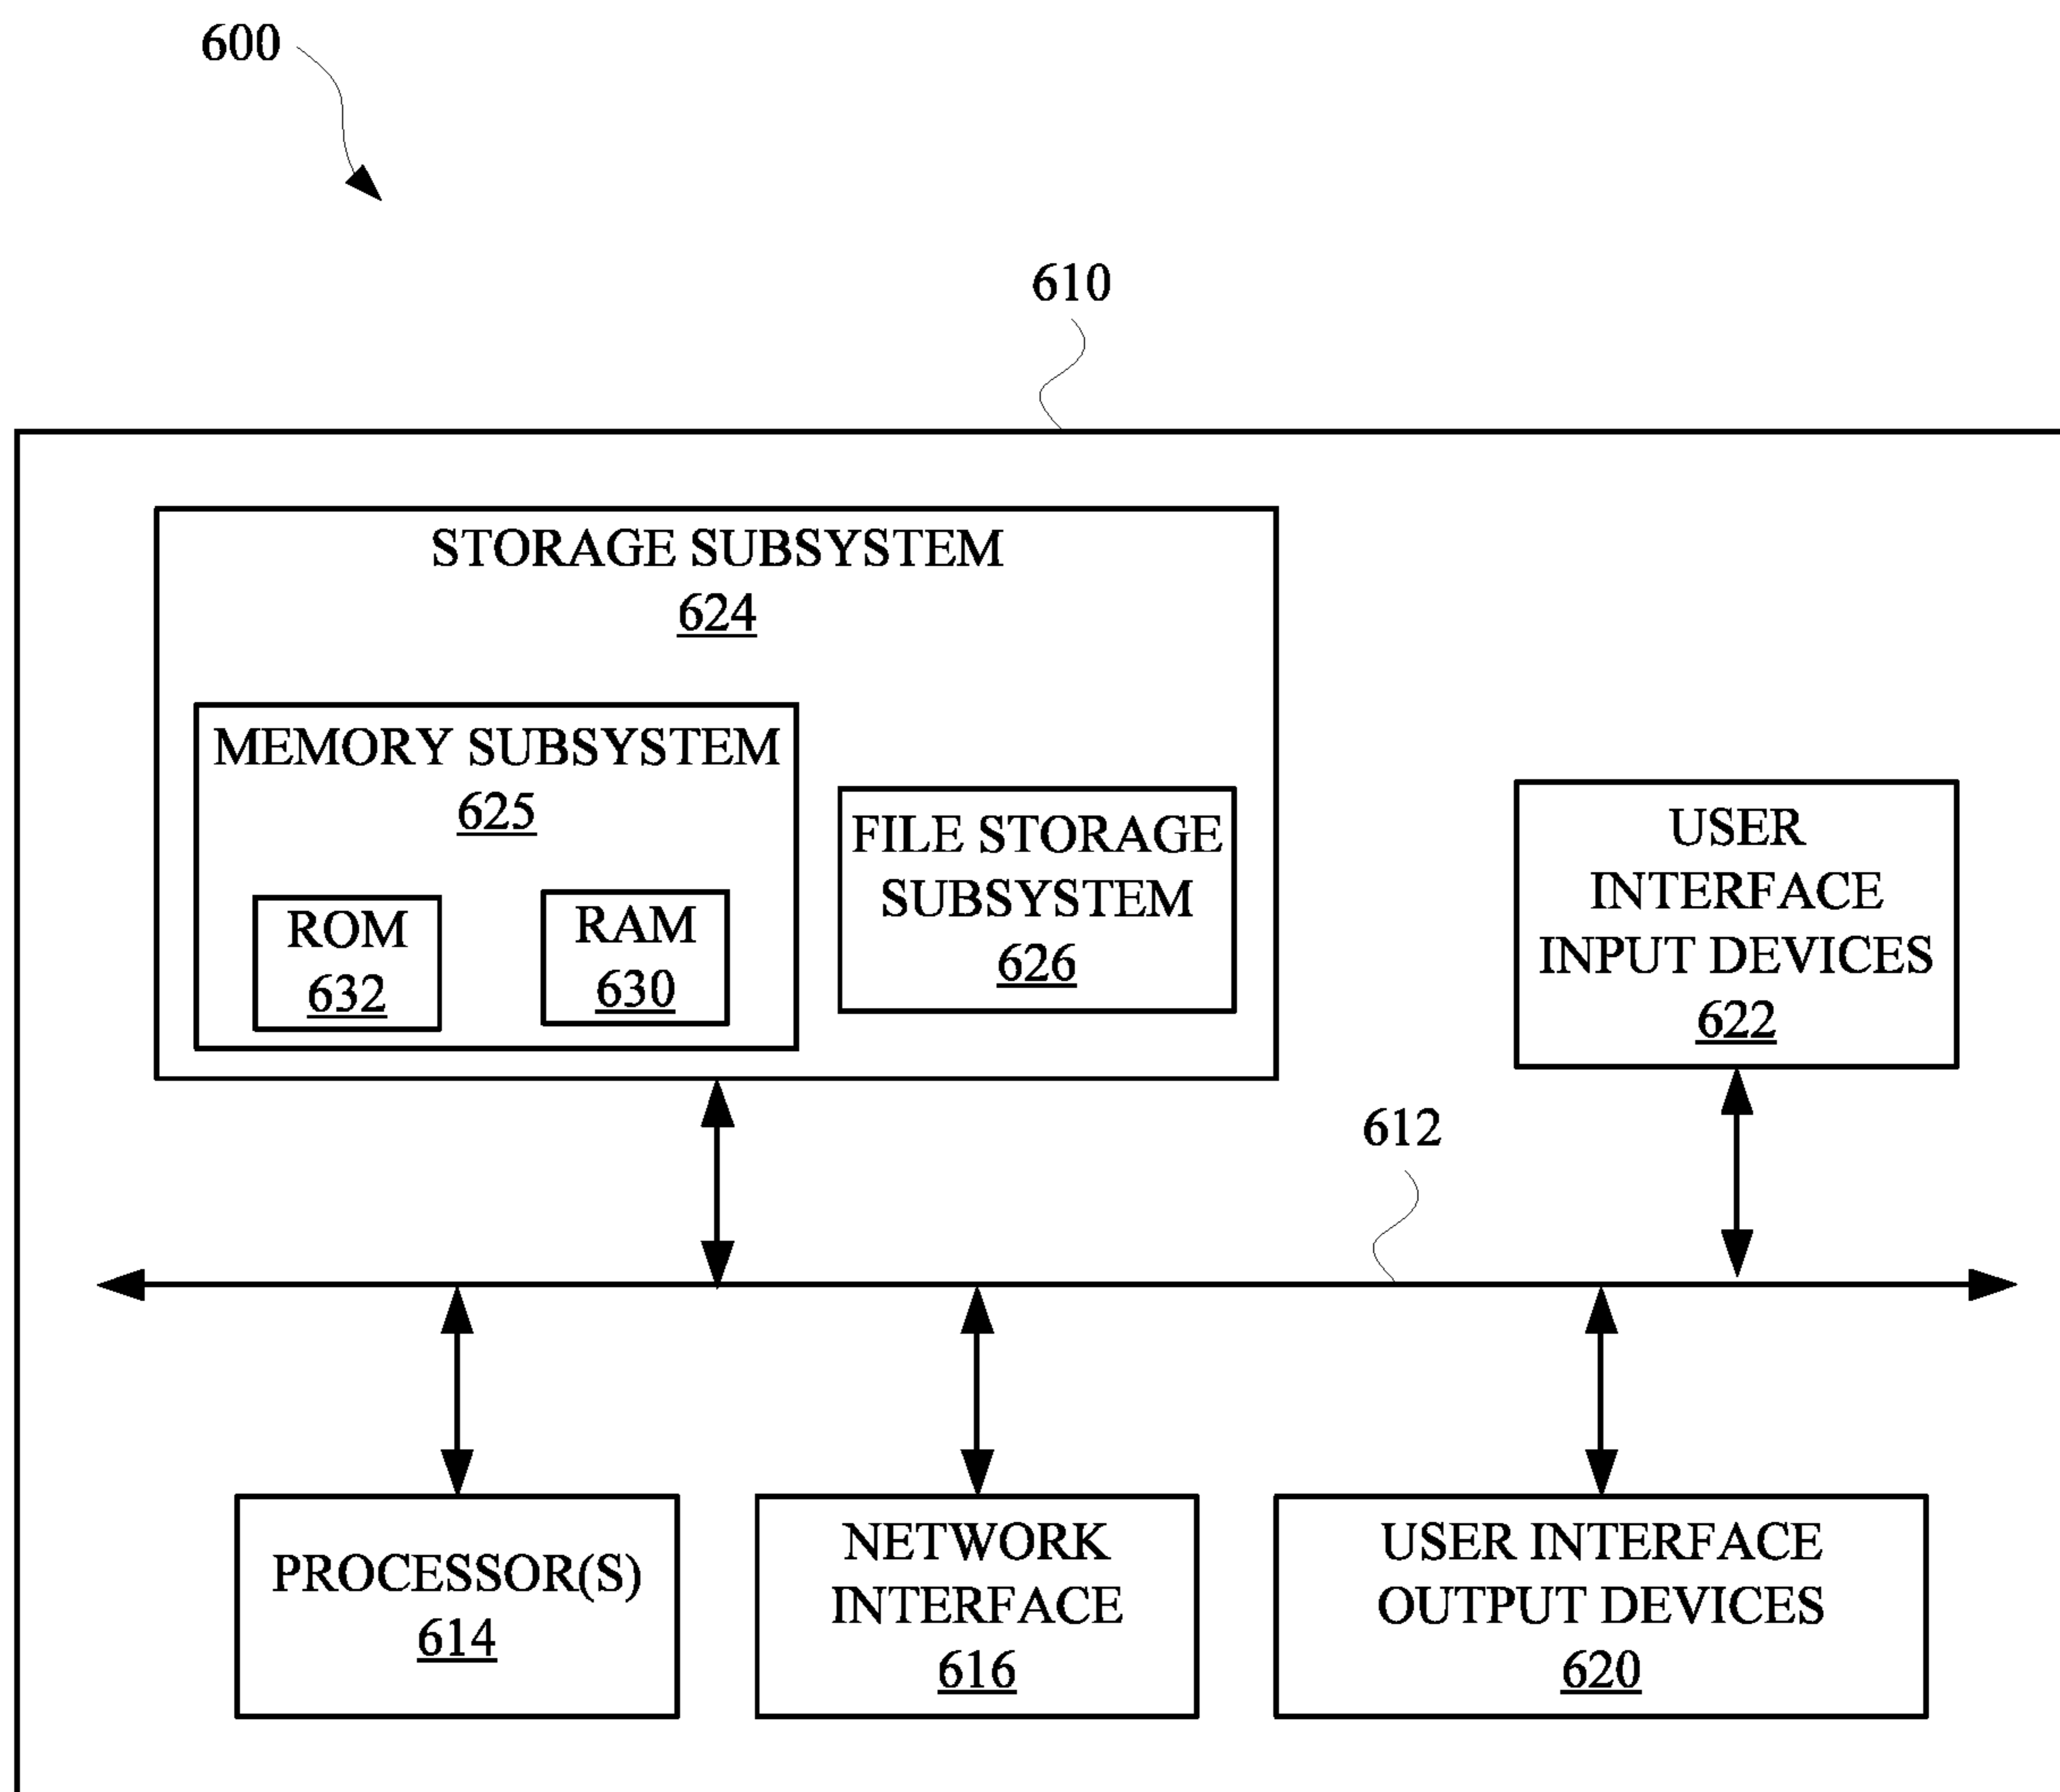 600
610
STORAGE SUBSYSTEM
624
MEMORY SUBSYSTEM
625
ROM
632
RAM
630
FILE STORAGE
SUBSYSTEM
626
USER
INTERFACE
INPUT DEVICES
622
612
PROCESSOR(S)
614
NETWORK
INTERFACE
616
USER INTERFACE
OUTPUT DEVICES
620